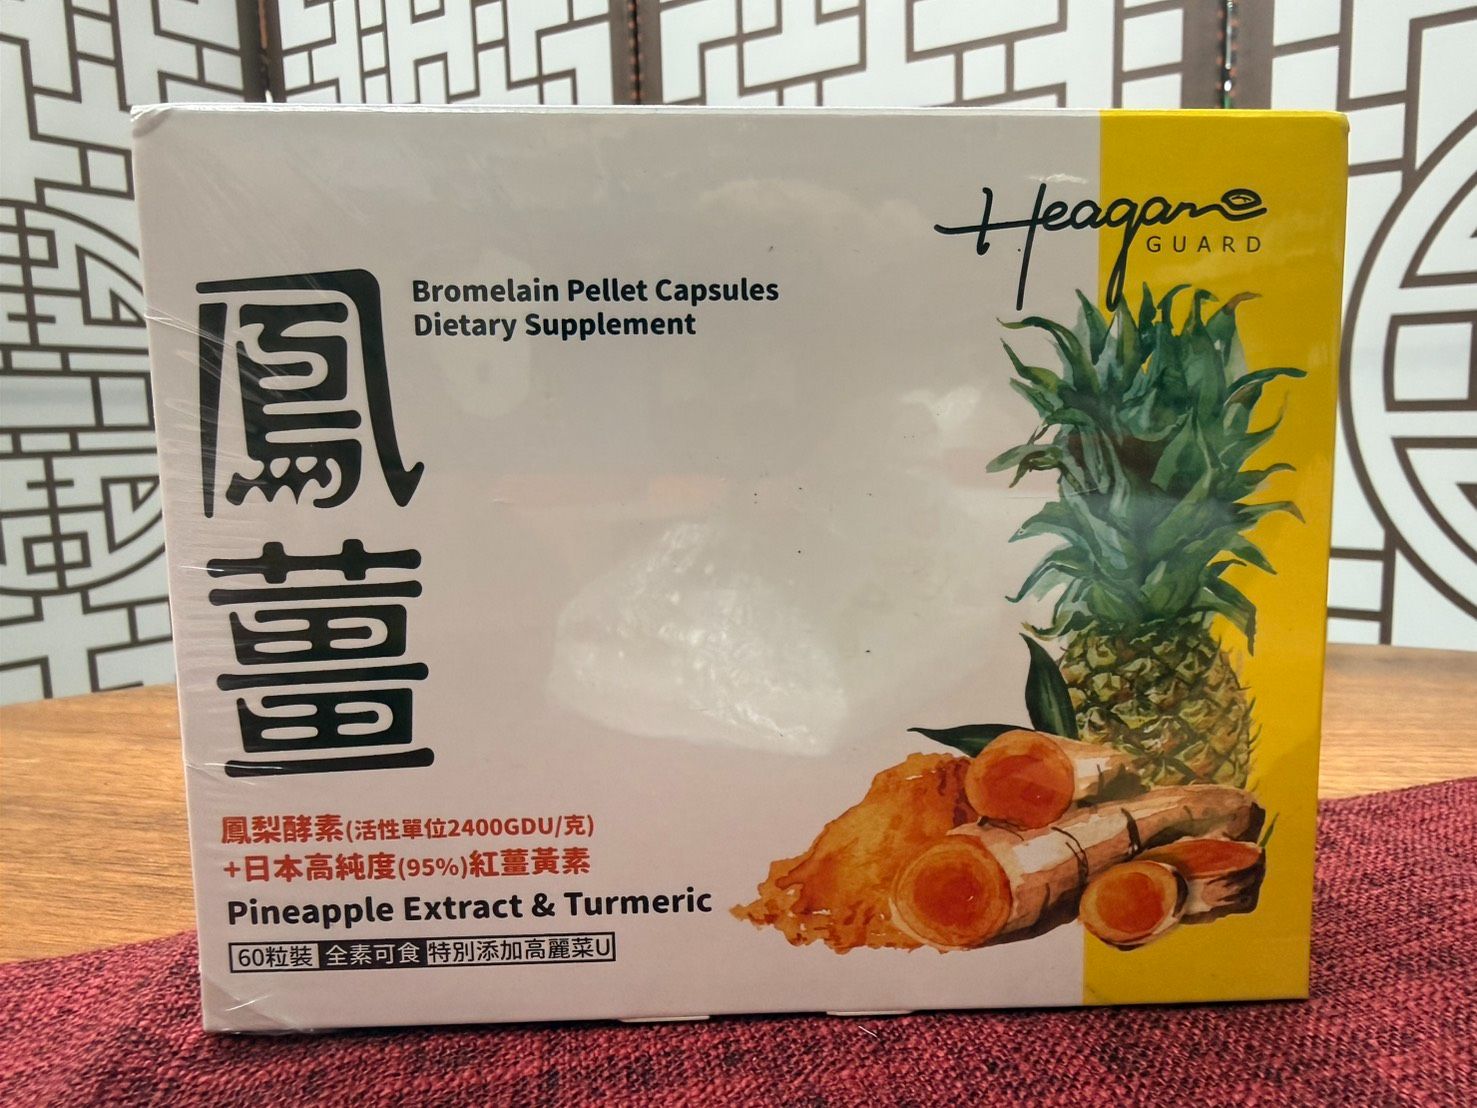 Heagan
GUARD
Bromelain Pellet Capsules
Dietary Supplement
鳳薑
鳳梨酵素(活性單位2400GDU/克)
+日本高純度(95%)紅薑黃素
Pineapple Extract & Turmeric
60粒裝 全素可食 特別添加高麗菜U